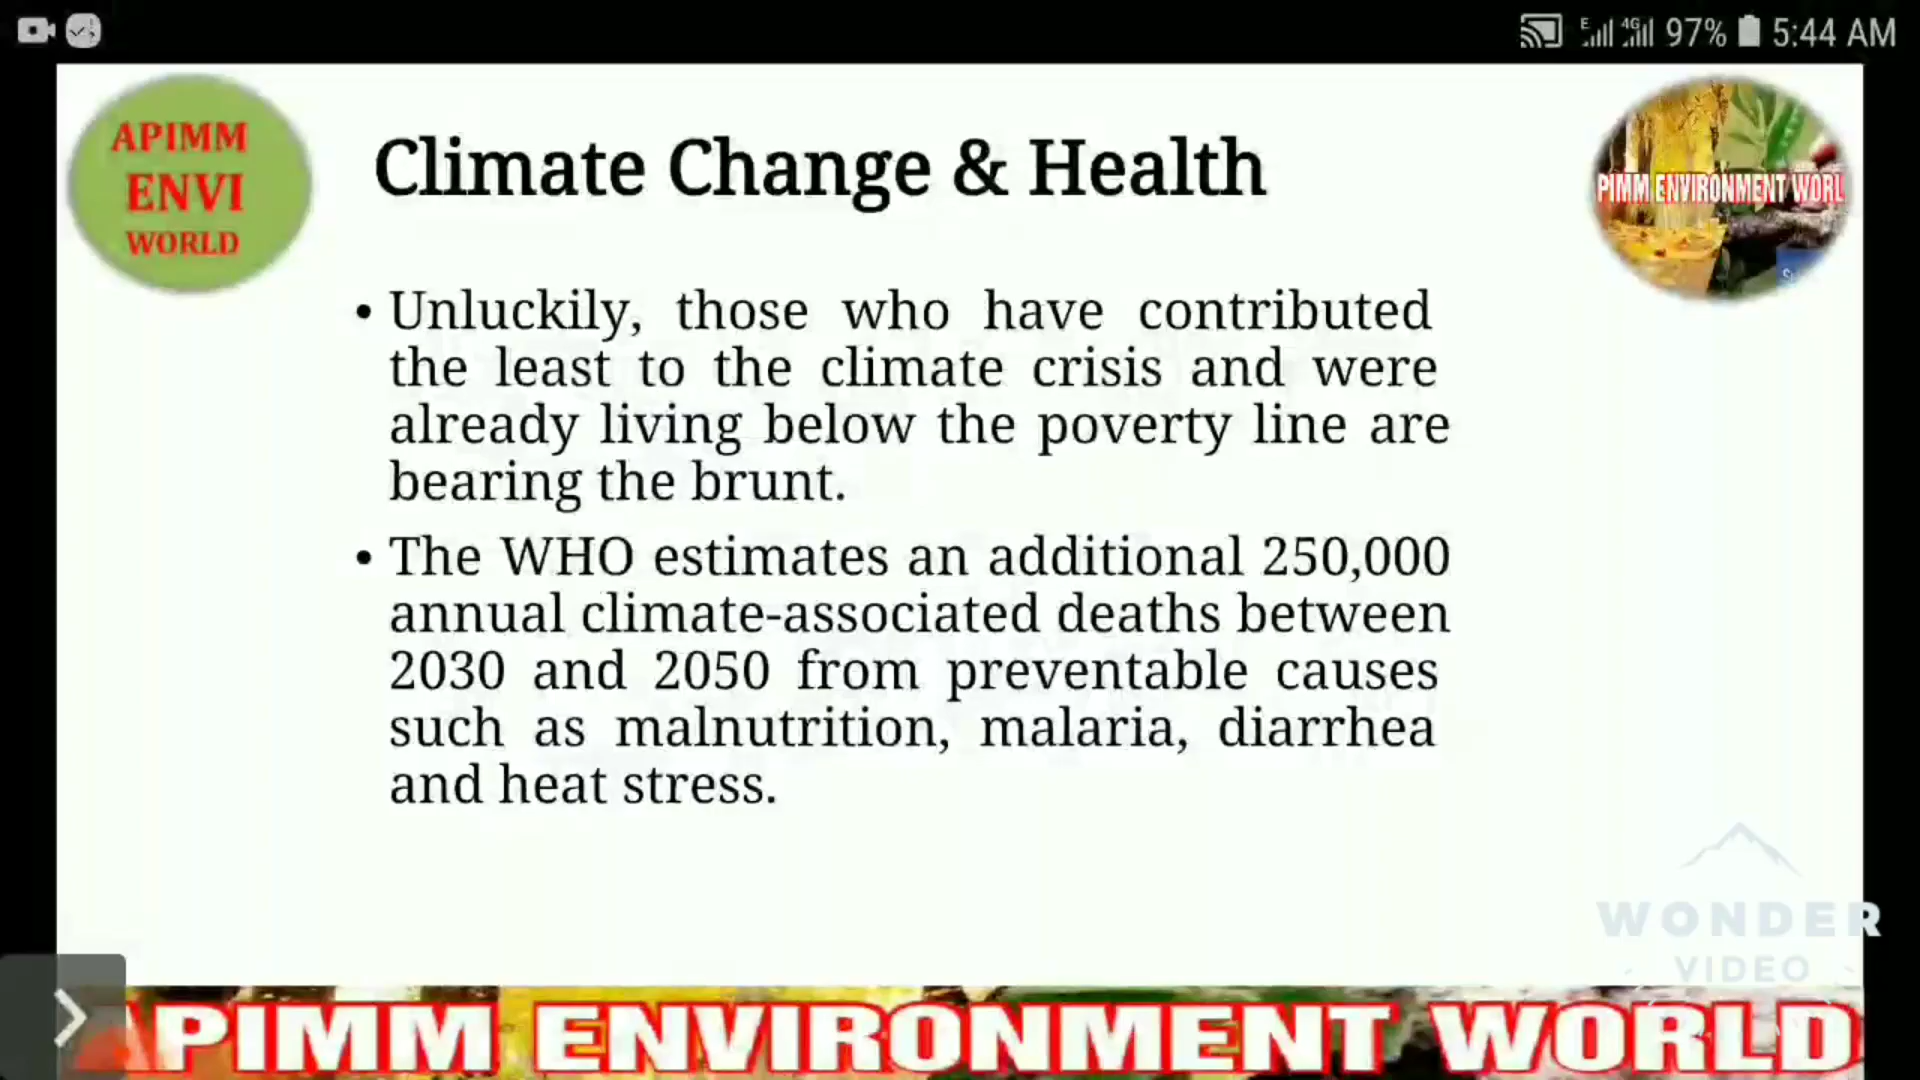 E 4G 97% 5:44 AM
APIMM
ENVI
WORLD
Climate Change & Health
PIMM ENVIRONMENT WORL
• Unluckily, those who have contributed
the least to the climate crisis and were
already living below the poverty line are
bearing the brunt.
• The WHO estimates an additional 250,000
annual climate-associated deaths between
2030 and 2050 from preventable causes
such as malnutrition, malaria, diarrhea
and heat stress.
WONDER
VIDEO
APIMM ENVIRONMENT WORLD